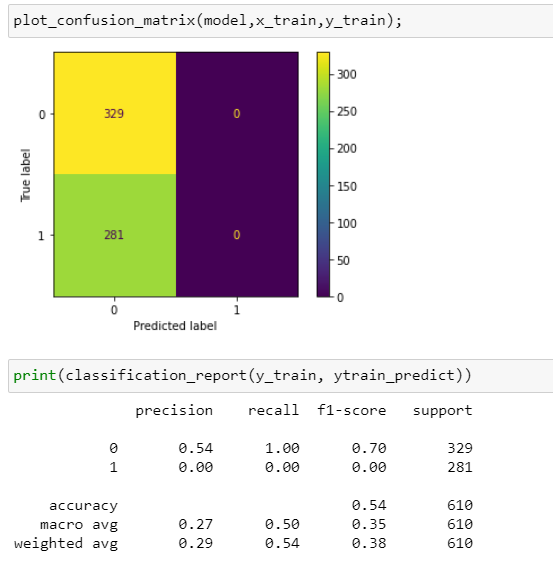 plot_confusion_matrix(model,x_train,y_train);
300
250
200
150
100
50
0
0
329
0
True label
1
281
0
0
1
Predicted label
print(classification_report(y_train, ytrain_predict))
precision recall f1-score support
0 0.54 1.00 0.70 329
1 0.00 0.00 0.00 281
accuracy 0.54 610
macro avg 0.27 0.50 0.35 610
weighted avg 0.29 0.54 0.38 610